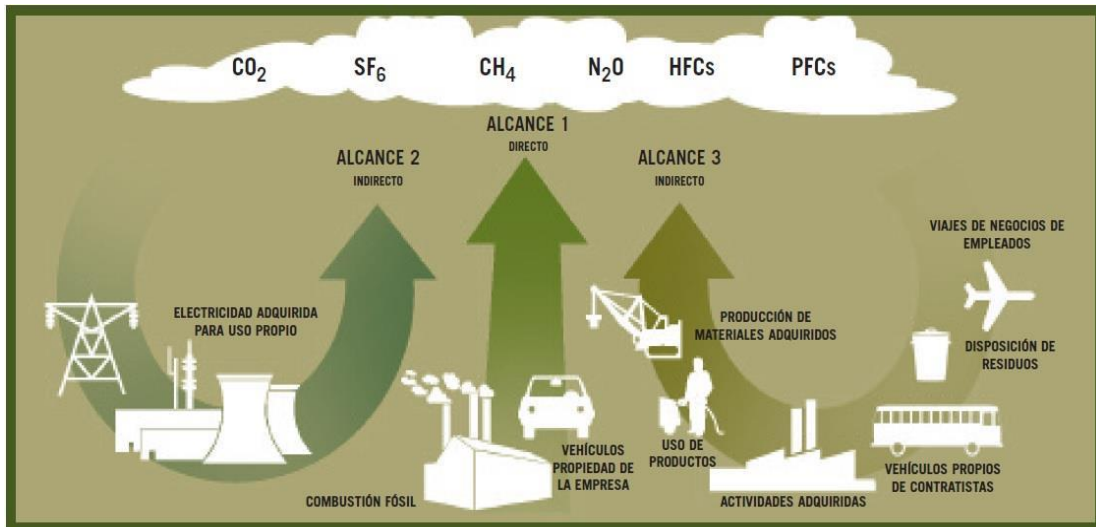 CO₂ SF₆ CH₄ N₂O HFCs PFCs
ALCANCE 1
DIRECTO
ALCANCE 2
INDIRECTO
ALCANCE 3
INDIRECTO
ELECTRICIDAD ADQUIRIDA
PARA USO PROPIO
COMBUSTIÓN FÓSIL
VEHÍCULOS
PROPIEDAD DE
LA EMPRESA
PRODUCCIÓN DE
MATERIALES ADQUIRIDOS
USO DE
PRODUCTOS
ACTIVIDADES ADQUIRIDAS
VIAJES DE NEGOCIOS DE
EMPLEADOS
DISPOSICIÓN DE
RESIDUOS
VEHÍCULOS PROPIOS
DE CONTRATISTAS